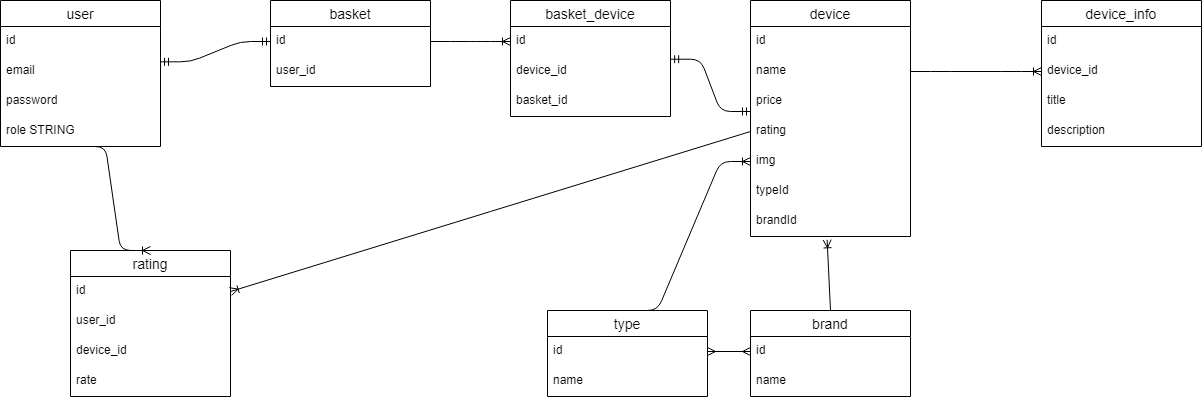 user
id
email
password
role STRING
basket
id
user_id
basket_device
id
device_id
basket_id
device
id
name
price
rating
img
typeId
brandId
device_info
id
device_id
title
description
rating
id
user_id
device_id
rate
type
id
name
brand
id
name